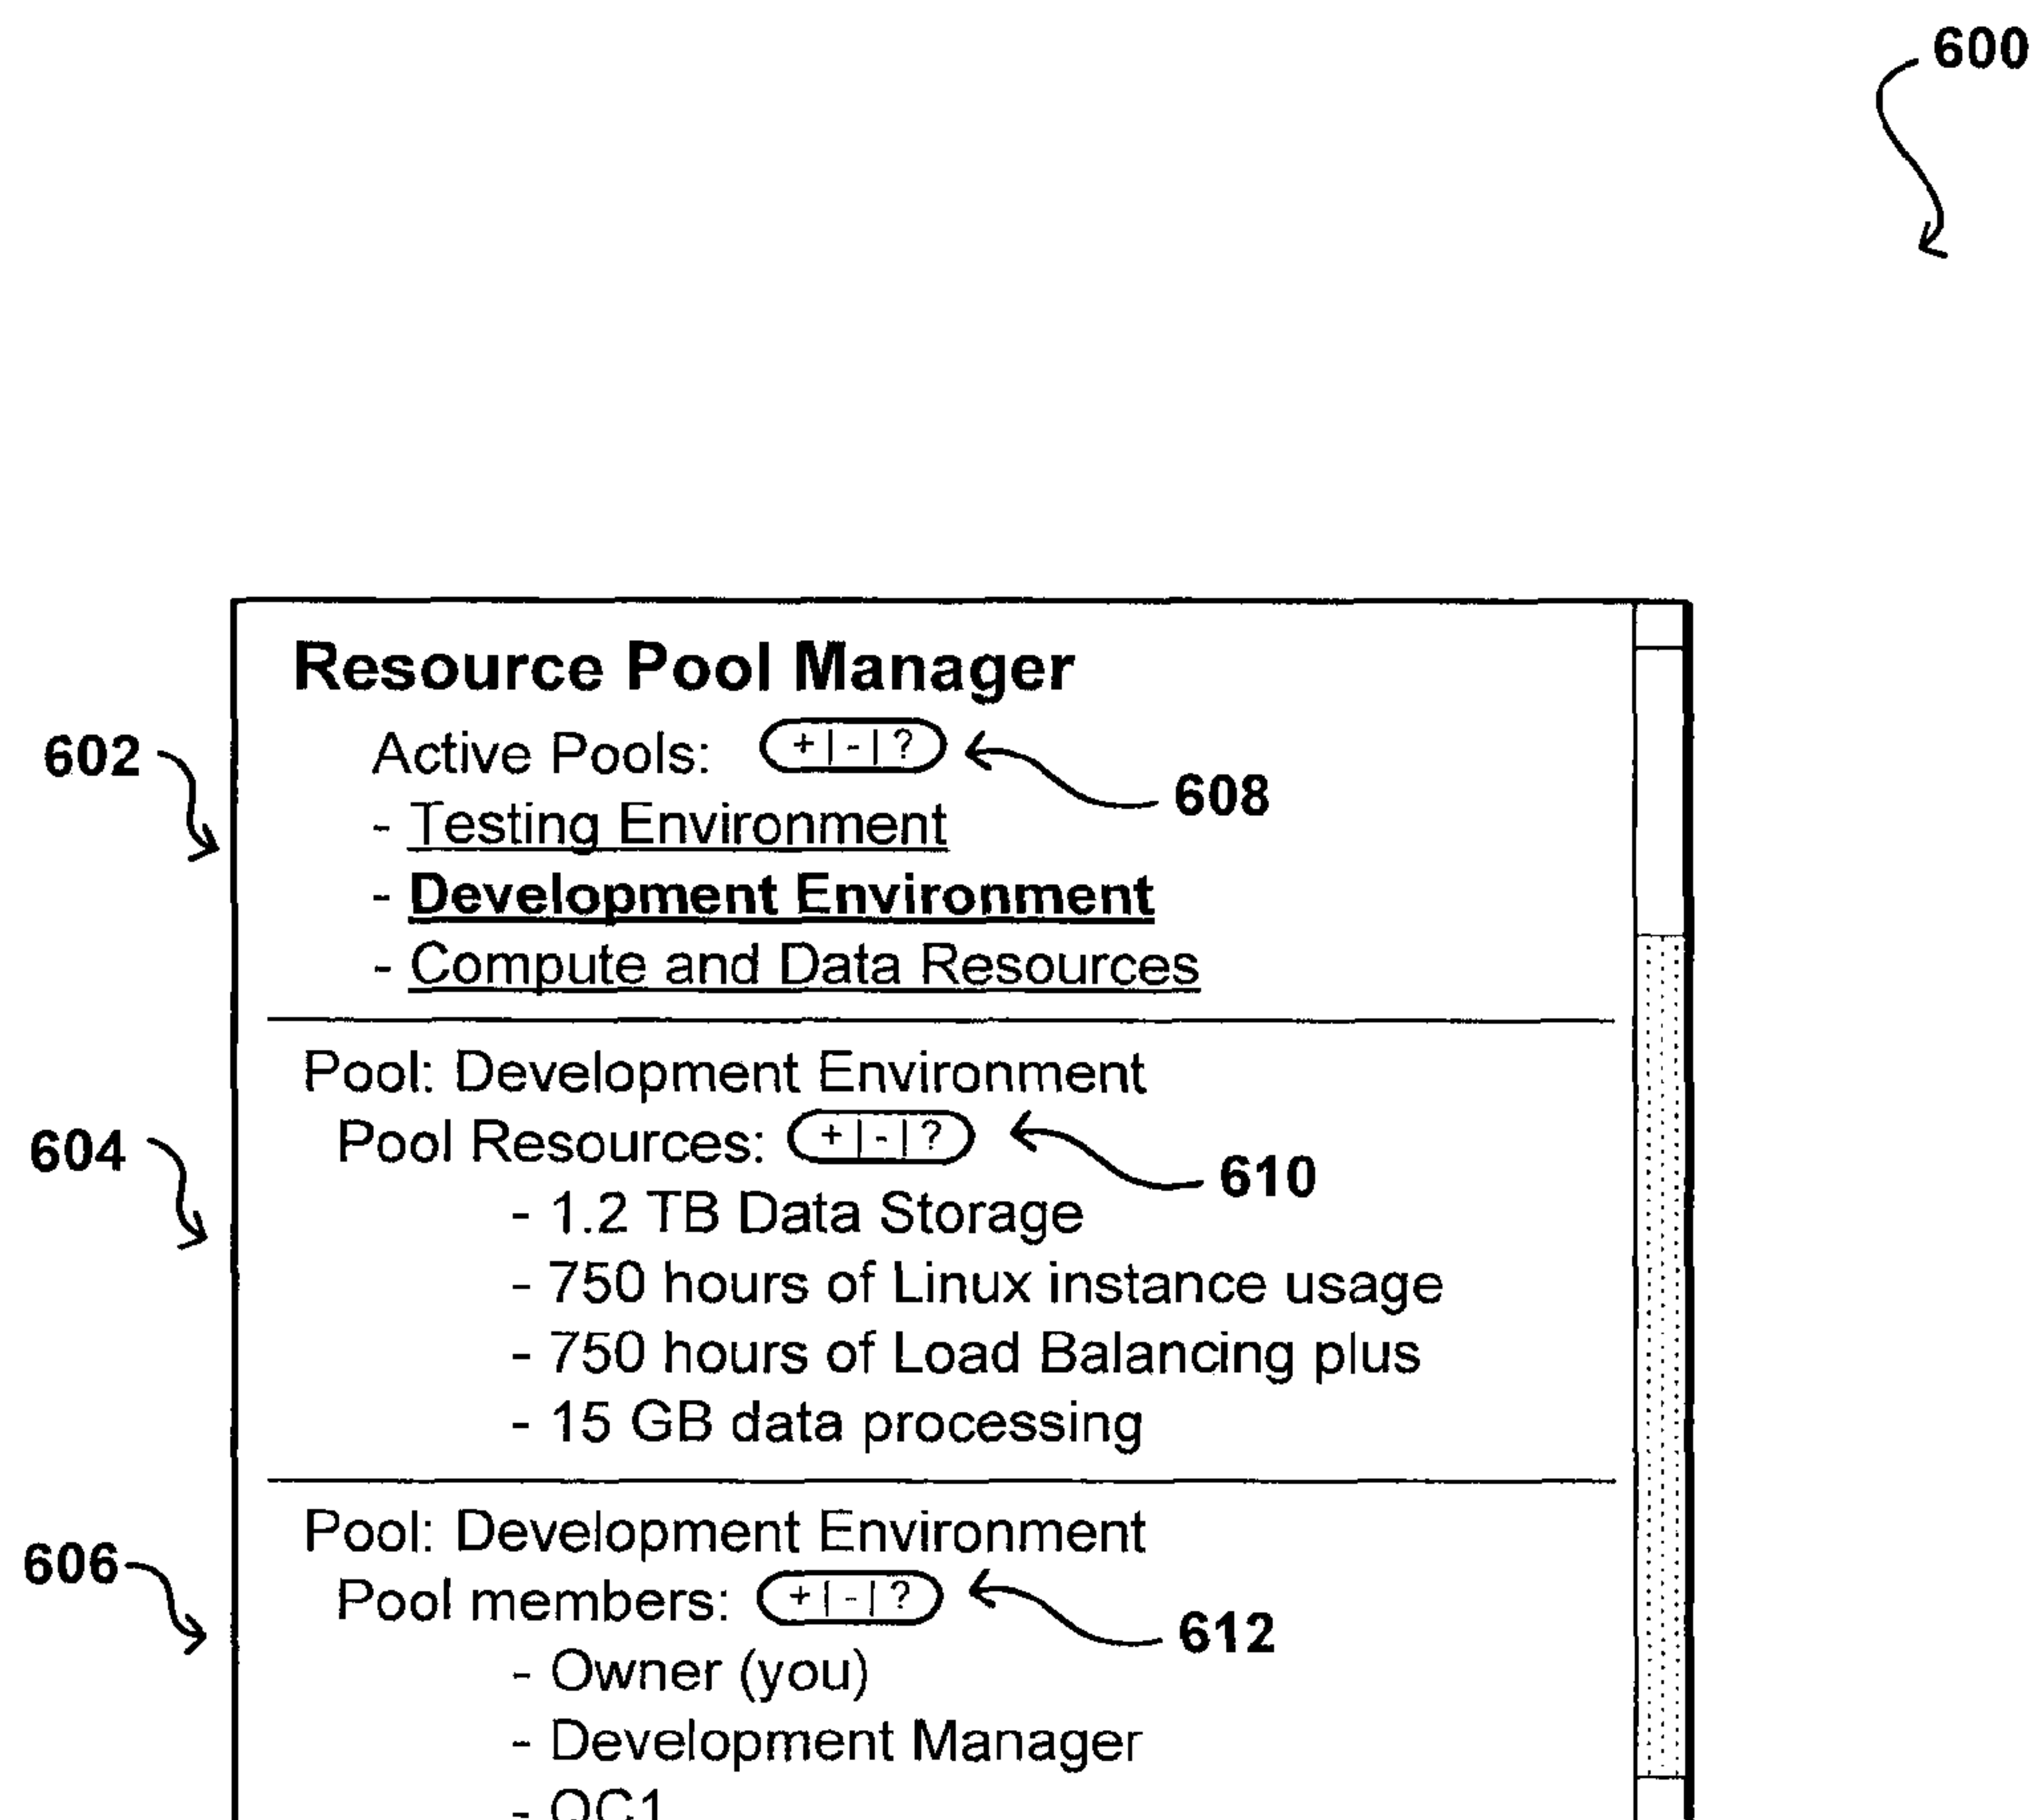 600
Resource Pool Manager
602
Active Pools: + | - | ?
608
- Testing Environment
- Development Environment
- Compute and Data Resources
Pool: Development Environment
604
Pool Resources: + | - | ?
610
- 1.2 TB Data Storage
- 750 hours of Linux instance usage
- 750 hours of Load Balancing plus
- 15 GB data processing
Pool: Development Environment
606
Pool members: + | - | ?
612
- Owner (you)
- Development Manager